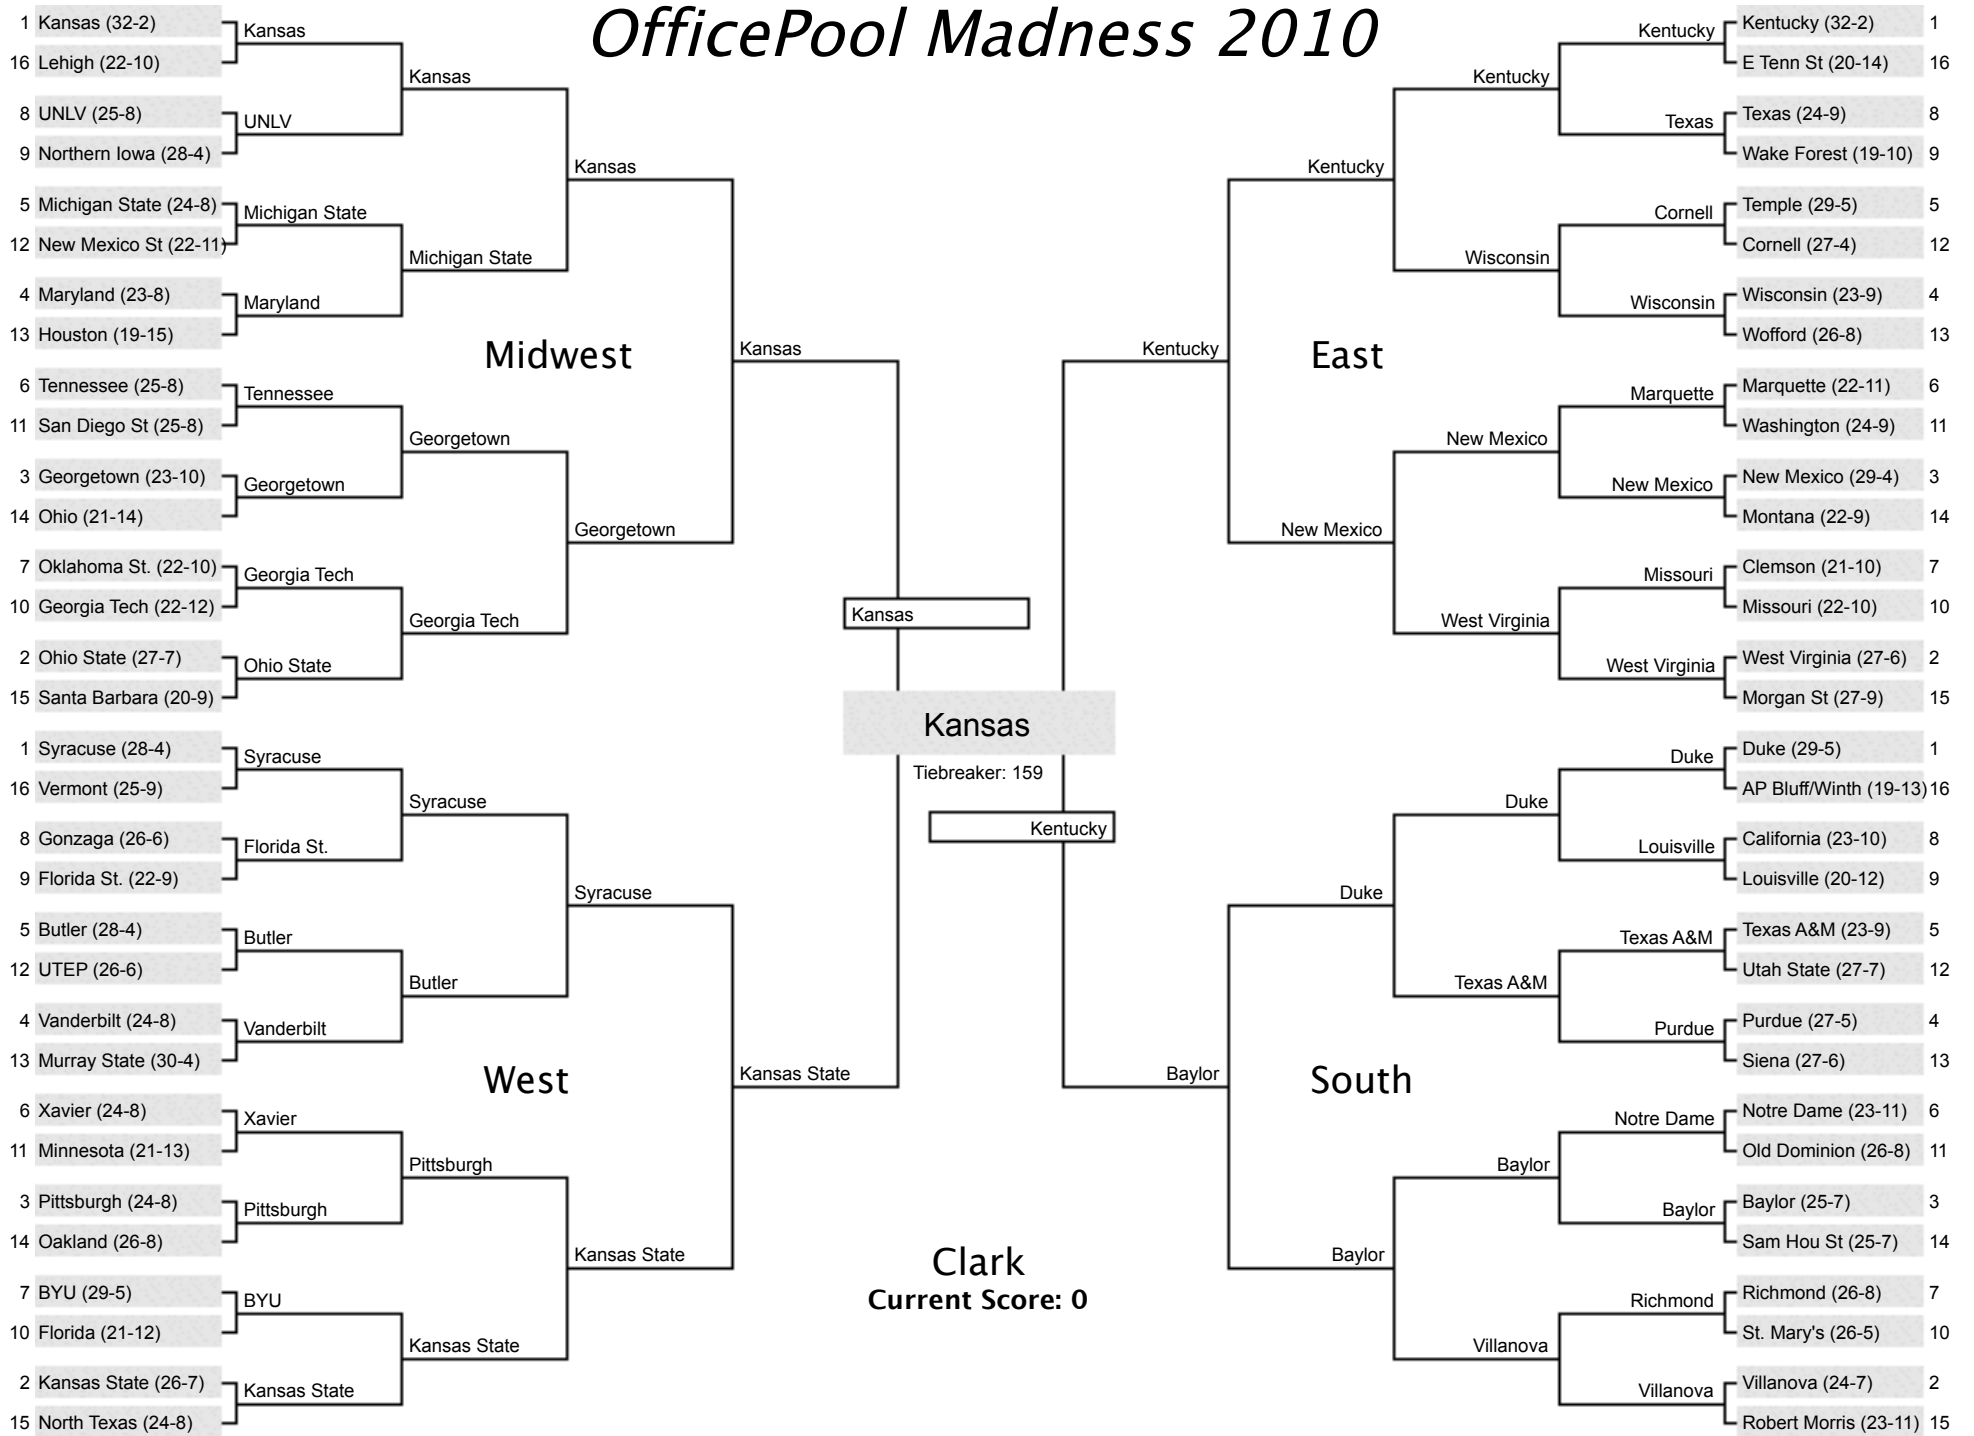 OfficePool Madness 2010
1 Kansas (32-2)
16 Lehigh (22-10)
8 UNLV (25-8)
9 Northern Iowa (28-4)
5 Michigan State (24-8)
12 New Mexico St (22-11)
4 Maryland (23-8)
13 Houston (19-15)
6 Tennessee (25-8)
11 San Diego St (25-8)
3 Georgetown (23-10)
14 Ohio (21-14)
7 Oklahoma St. (22-10)
10 Georgia Tech (22-12)
2 Ohio State (27-7)
15 Santa Barbara (20-9)
Kansas
UNLV
Michigan State
Maryland
Tennessee
Georgetown
Georgia Tech
Ohio State
Kansas
Michigan State
Georgetown
Georgia Tech
Kansas
Georgetown
Midwest
Kansas
1 Syracuse (28-4)
16 Vermont (25-9)
8 Gonzaga (26-6)
9 Florida St. (22-9)
5 Butler (28-4)
12 UTEP (26-6)
4 Vanderbilt (24-8)
13 Murray State (30-4)
6 Xavier (24-8)
11 Minnesota (21-13)
3 Pittsburgh (24-8)
14 Oakland (26-8)
7 BYU (29-5)
10 Florida (21-12)
2 Kansas State (26-7)
15 North Texas (24-8)
Syracuse
Florida St.
Butler
Vanderbilt
Xavier
Pittsburgh
BYU
Kansas State
Syracuse
Butler
Pittsburgh
Kansas State
Syracuse
Kansas State
West
Kansas State
Kansas
Kansas
Tiebreaker: 159
Kentucky
Clark
Current Score: 0
Kentucky (32-2) 1
E Tenn St (20-14) 16
Texas (24-9) 8
Wake Forest (19-10) 9
Temple (29-5) 5
Cornell (27-4) 12
Wisconsin (23-9) 4
Wofford (26-8) 13
Marquette (22-11) 6
Washington (24-9) 11
New Mexico (29-4) 3
Montana (22-9) 14
Clemson (21-10) 7
Missouri (22-10) 10
West Virginia (27-6) 2
Morgan St (27-9) 15
Kentucky
Texas
Cornell
Wisconsin
Marquette
New Mexico
Missouri
West Virginia
Kentucky
Wisconsin
New Mexico
West Virginia
Kentucky
New Mexico
East
Kentucky
Duke (29-5) 1
AP Bluff/Winth (19-13) 16
California (23-10) 8
Louisville (20-12) 9
Texas A&M (23-9) 5
Utah State (27-7) 12
Purdue (27-5) 4
Siena (27-6) 13
Notre Dame (23-11) 6
Old Dominion (26-8) 11
Baylor (25-7) 3
Sam Hou St (25-7) 14
Richmond (26-8) 7
St. Mary's (26-5) 10
Villanova (24-7) 2
Robert Morris (23-11) 15
Duke
Louisville
Texas A&M
Purdue
Notre Dame
Baylor
Richmond
Villanova
Duke
Texas A&M
Baylor
Villanova
Duke
Baylor
South
Baylor